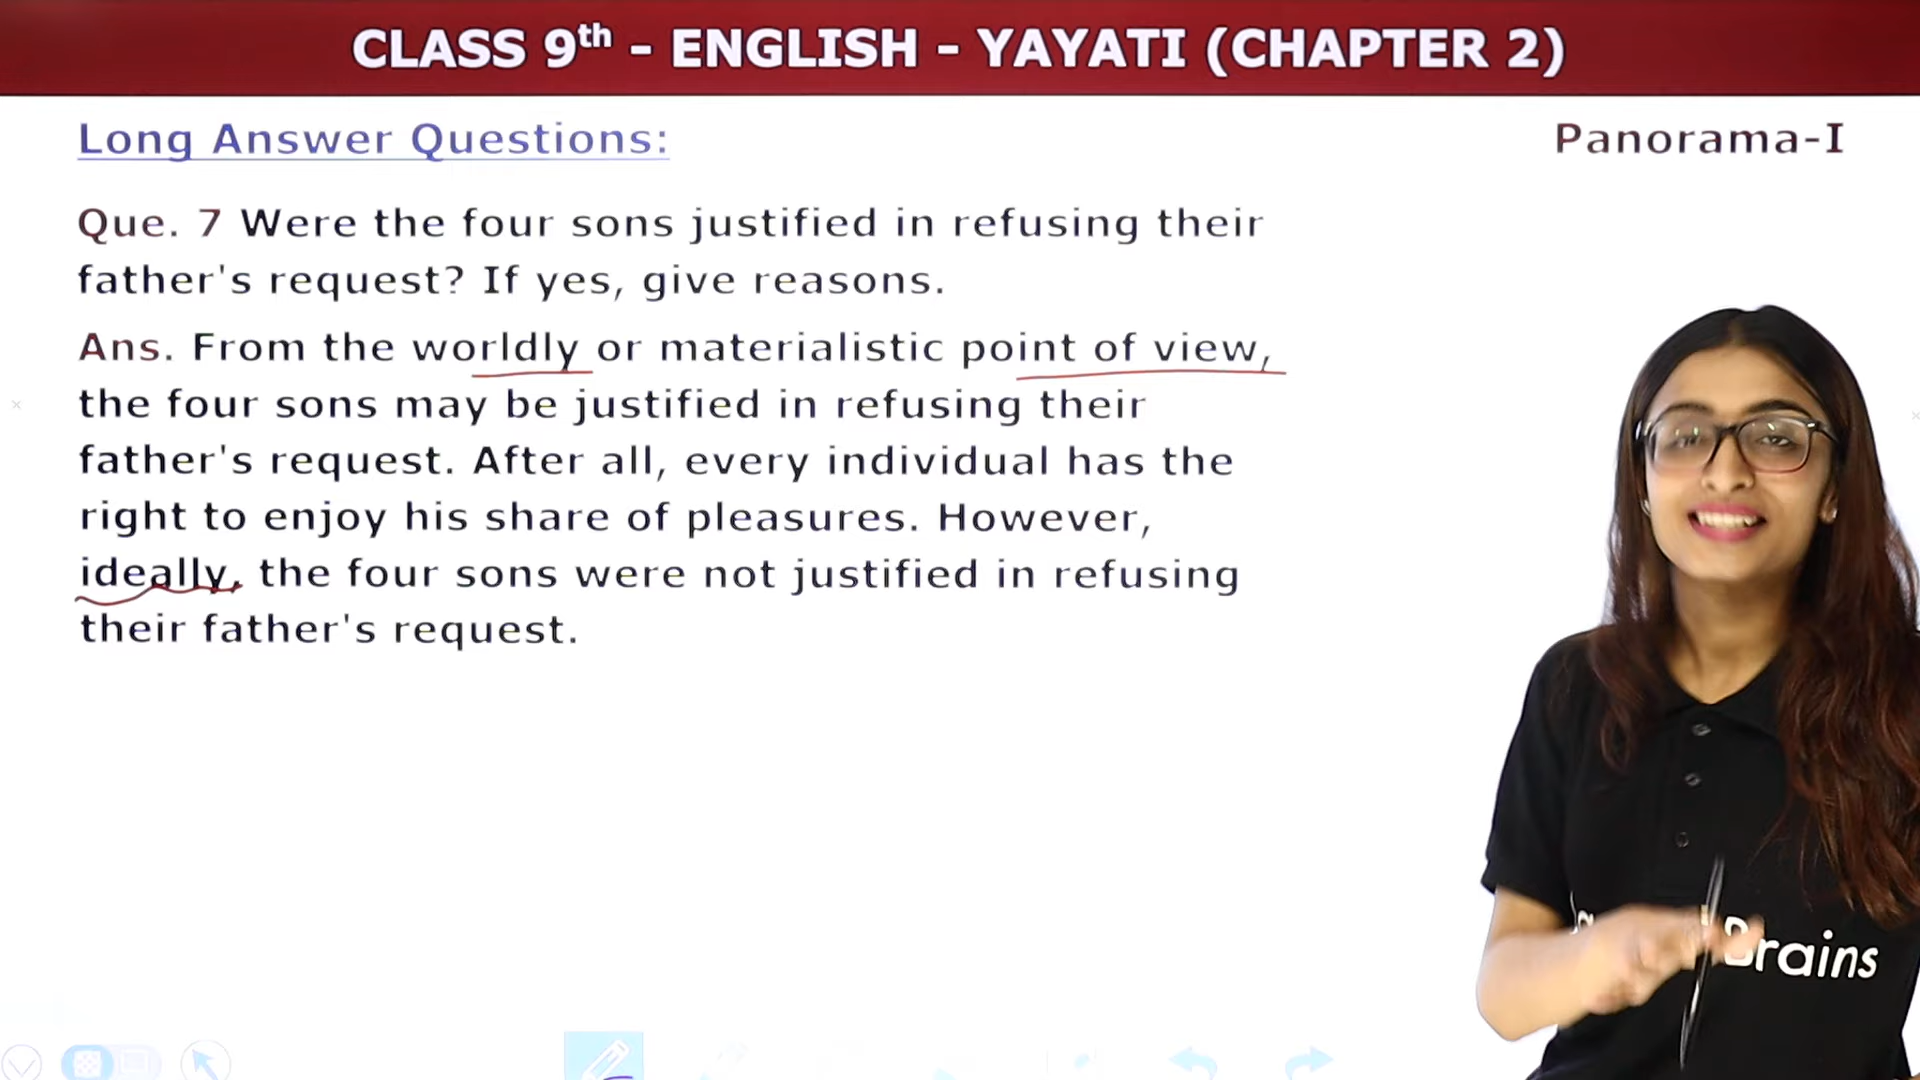 CLASS 9th - ENGLISH - YAYATI (CHAPTER 2)
Long Answer Questions:
Panorama-I
Que. 7 Were the four sons justified in refusing their
father's request? If yes, give reasons.
Ans. From the worldly or materialistic point of view,
the four sons may be justified in refusing their
father's request. After all, every individual has the
right to enjoy his share of pleasures. However,
ideally, the four sons were not justified in refusing
their father's request.
Brains